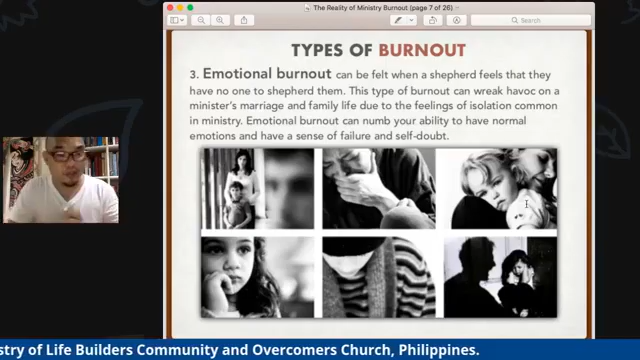 The Reality of Ministry Burnout (page 7 of 26)
Search
TYPES OF BURNOUT
3. Emotional burnout can be felt when a shepherd feels that they
have no one to shepherd them. This type of burnout can wreak havoc on a
minister's marriage and family life due to the feelings of isolation common
in ministry. Emotional burnout can numb your ability to have normal
emotions and have a sense of failure and self-doubt.
stry of Life Builders Community and Overcomers Church, Philippines.